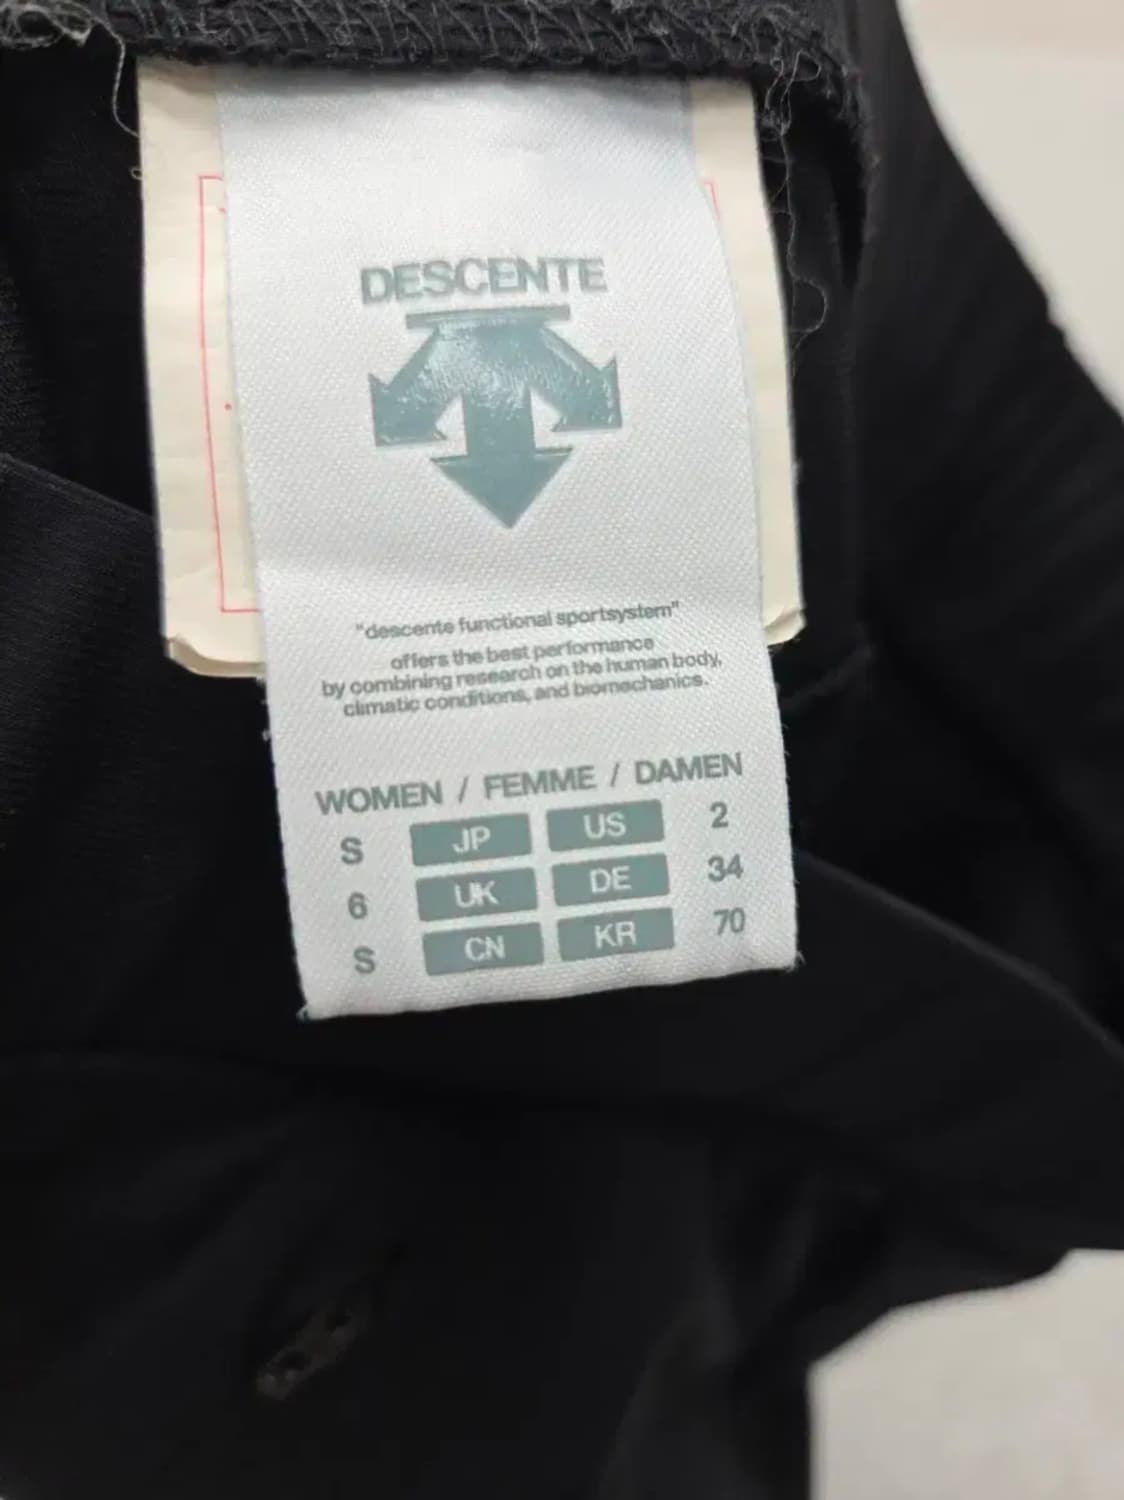 DESCENTE
"descente functional sportsystem"
offers the best performance
by combining research on the human body,
climatic conditions, and biomechanics.
WOMEN / FEMME / DAMEN
S JP US 2
6 UK DE 34
S CN KR 70